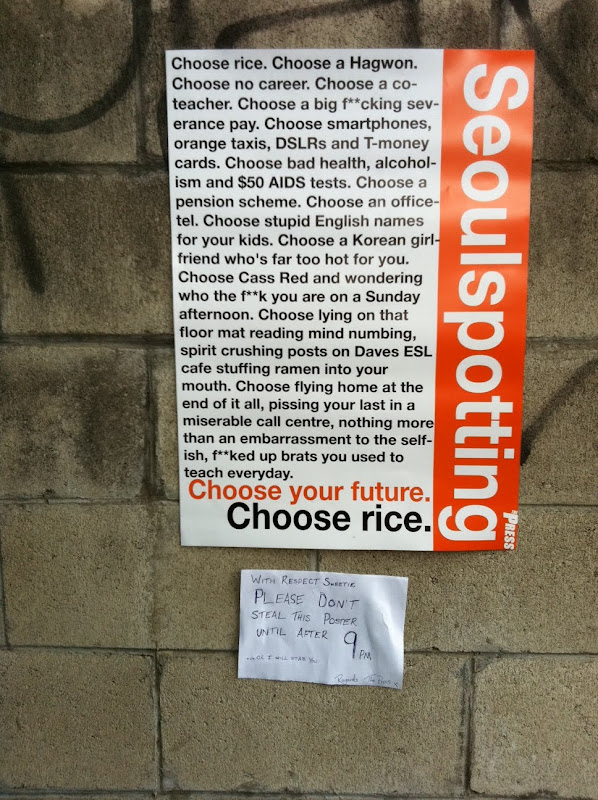 Choose rice. Choose a Hagwon.
Choose no career. Choose a co-
teacher. Choose a big f**cking sev-
erance pay. Choose smartphones,
orange taxis, DSLRs and T-money
cards. Choose bad health, alcohol-
ism and $50 AIDS tests. Choose a
pension scheme. Choose an office-
tel. Choose stupid English names
for your kids. Choose a Korean girl-
friend who's far too hot for you.
Choose Cass Red and wondering
who the f**k you are on a Sunday
afternoon. Choose lying on that
floor mat reading mind numbing,
spirit crushing posts on Daves ESL
cafe stuffing ramen into your
mouth. Choose flying home at the
end of it all, pissing your last in a
miserable call centre, nothing more
than an embarrassment to the self-
ish, f**ked up brats you used to
teach everyday.
Choose your future.
Choose rice.
Seoulspotting
PRESS
WITH RESPECT SWEETIE
PLEASE DON'T
STEAL THIS POSTER
UNTIL AFTER 9 PM
OR I WILL STAB YOU
Regards The